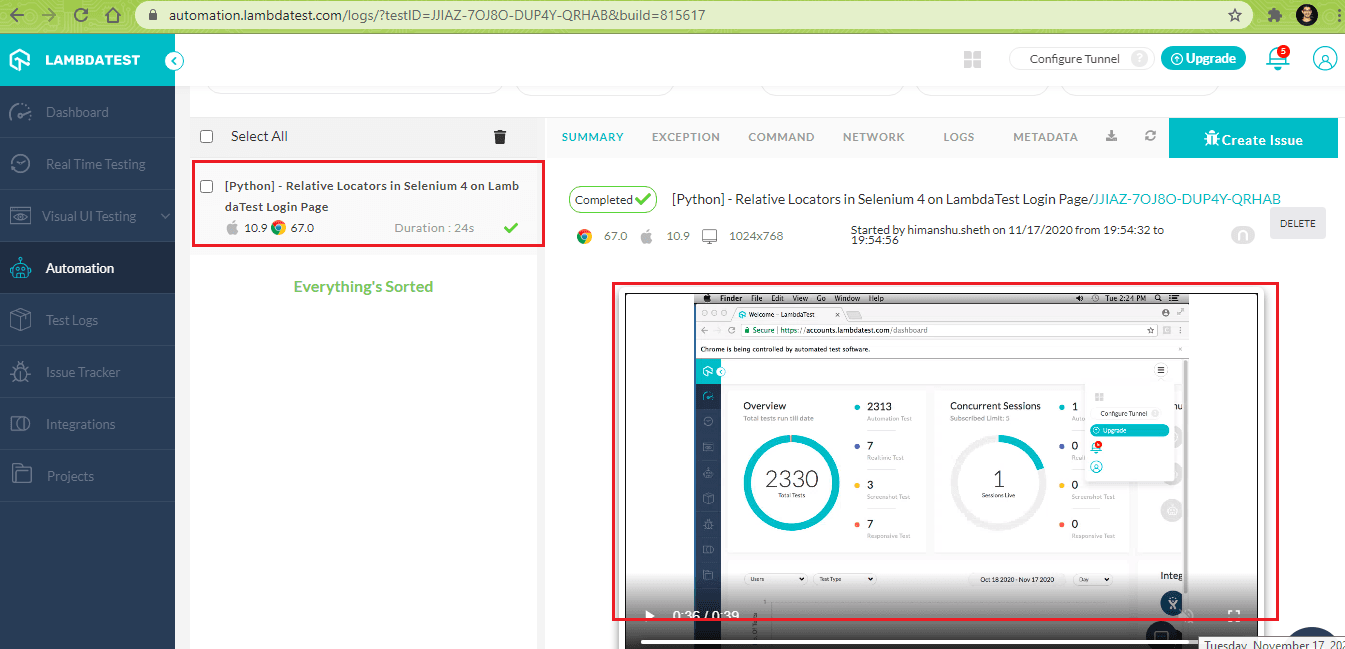 automation.lambdatest.com/logs/?testID=JJIAZ-7OJ8O-DUP4Y-QRHAB&build=815617
LAMBDATEST
Configure Tunnel ?
Upgrade
5
Dashboard
Real Time Testing
Visual UI Testing
Automation
Test Logs
Issue Tracker
Integrations
Projects
Select All
[Python] - Relative Locators in Selenium 4 on Lamb
daTest Login Page
10.9 67.0 Duration : 24s
Everything's Sorted
SUMMARY EXCEPTION COMMAND NETWORK LOGS METADATA
Create Issue
Completed [Python] - Relative Locators in Selenium 4 on LambdaTest Login Page/JJIAZ-7OJ8O-DUP4Y-QRHAB
DELETE
67.0 10.9 1024x768
Started by himanshu.sheth on 11/17/2020 from 19:54:32 to
19:54:56
Finder File Edit View Go Window Help Tue 2:24 PM
Welcome - LambdaTest
Secure https://accounts.lambdatest.com/dashboard
Chrome is being controlled by automated test software.
Overview
Total tests run till date
2330
Total Tests
2313
Automation Test
7
Realtime Test
3
Screenshot Test
7
Responsive Test
Concurrent Sessions
Subscribed Limit: 5
1
Sessions Live
1
Auto
0
Real
0
Screenshot Test
0
Responsive Test
Configure Tunnel
Upgrade
Users Test Type Oct 18 2020 - Nov 17 2020 Day
Integ
0:36 / 0:39
Tuesday, November 17, 202